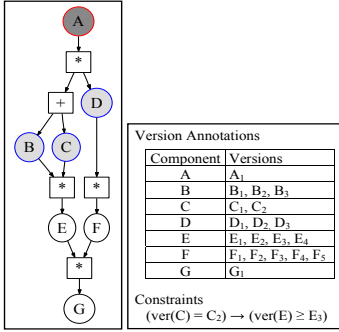 A
*
+
D
B
C
*
*
E
F
*
G
Version Annotations
Component Versions
A A₁
B B₁, B₂, B₃
C C₁, C₂
D D₁, D₂, D₃
E E₁, E₂, E₃, E₄
F F₁, F₂, F₃, F₄, F₅
G G₁
Constraints
(ver(C) = C₂) → (ver(E) ≥ E₃)